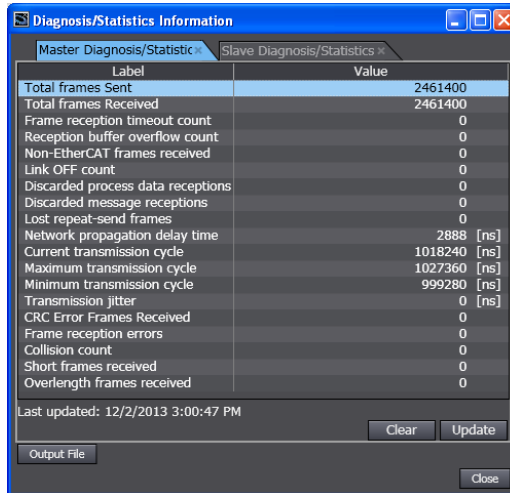 Diagnosis/Statistics Information
Master Diagnosis/Statistic Slave Diagnosis/Statistics
Label Value
Total frames Sent 2461400
Total frames Received 2461400
Frame reception timeout count 0
Reception buffer overflow count 0
Non-EtherCAT frames received 0
Link OFF count 0
Discarded process data receptions 0
Discarded message receptions 0
Lost repeat-send frames 0
Network propagation delay time 2888 [ns]
Current transmission cycle 1018240 [ns]
Maximum transmission cycle 1027360 [ns]
Minimum transmission cycle 999280 [ns]
Transmission jitter 0 [ns]
CRC Error Frames Received 0
Frame reception errors 0
Collision count 0
Short frames received 0
Overlength frames received 0
Last updated: 12/2/2013 3:00:47 PM
Clear Update
Output File
Close